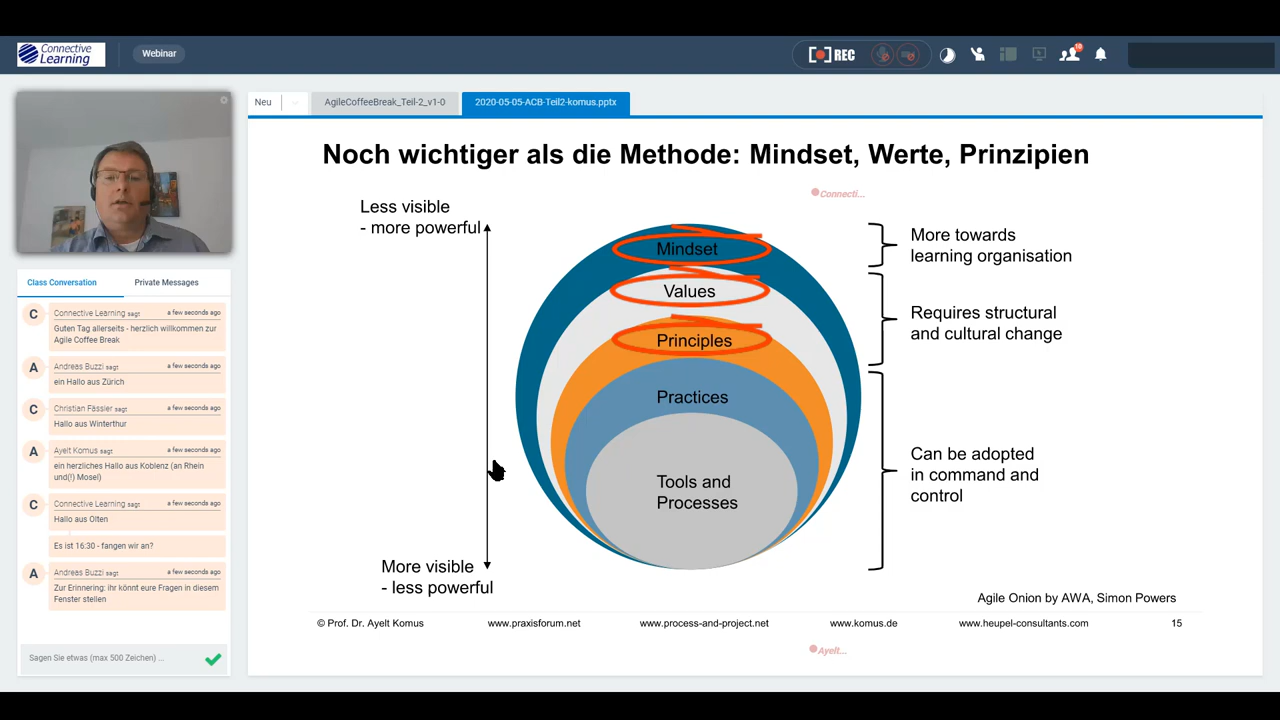 Connective
Learning
Webinar
REC
10
Neu
AgileCoffeeBreak_Teil-2_v1-0
2020-05-05-ACB-Teil2-komus.pptx
Class Conversation
Private Messages
C
Connective Learning sagt
a few seconds ago
Guten Tag allerseits - herzlich willkommen zur
Agile Coffee Break
A
Andreas Buzzi sagt
a few seconds ago
ein Hallo aus Zürich
C
Christian Fässler sagt
a few seconds ago
Hallo aus Winterthur
A
Ayelt Komus sagt
a few seconds ago
ein herzliches Hallo aus Koblenz (an Rhein
und(!) Mosel)
C
Connective Learning sagt
a few seconds ago
Hallo aus Olten
Es ist 16:30 - fangen wir an?
A
Andreas Buzzi sagt
a few seconds ago
Zur Erinnering: ihr könnt eure Fragen in diesem
Fenster stellen
Sagen Sie etwas (max 500 Zeichen) ...
Noch wichtiger als die Methode: Mindset, Werte, Prinzipien
Connecti...
Less visible
- more powerful
Mindset
Values
Principles
Practices
Tools and
Processes
More visible
- less powerful
More towards
learning organisation
Requires structural
and cultural change
Can be adopted
in command and
control
Agile Onion by AWA, Simon Powers
© Prof. Dr. Ayelt Komus
www.praxisforum.net
www.process-and-project.net
www.komus.de
www.heupel-consultants.com
15
Ayelt...